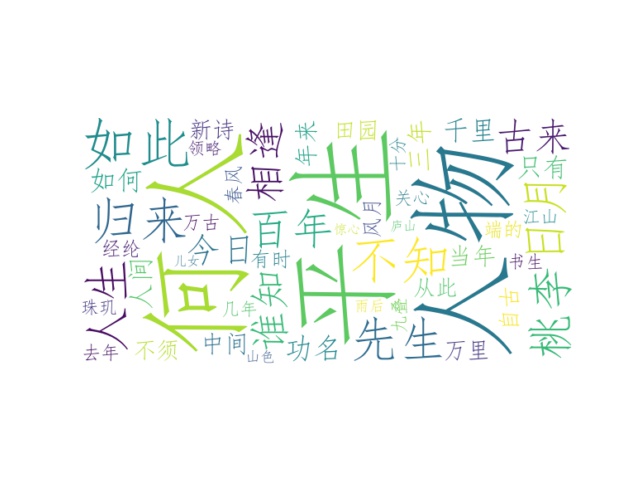 如此
新诗
领略
相逢
年来
田园
十分
三年
千里
古来
如何
何人
春风
平生
风月
关心
人物
只有
日月
归来
万古
百年
惊心
庐山
江山
经纶
今日
有时
不知
当年
端的
书生
人生
人间
儿女
谁知
从此
自古
桃李
珠玑
几年
雨后
九叠
去年
不须
中间
山色
功名
先生
万里